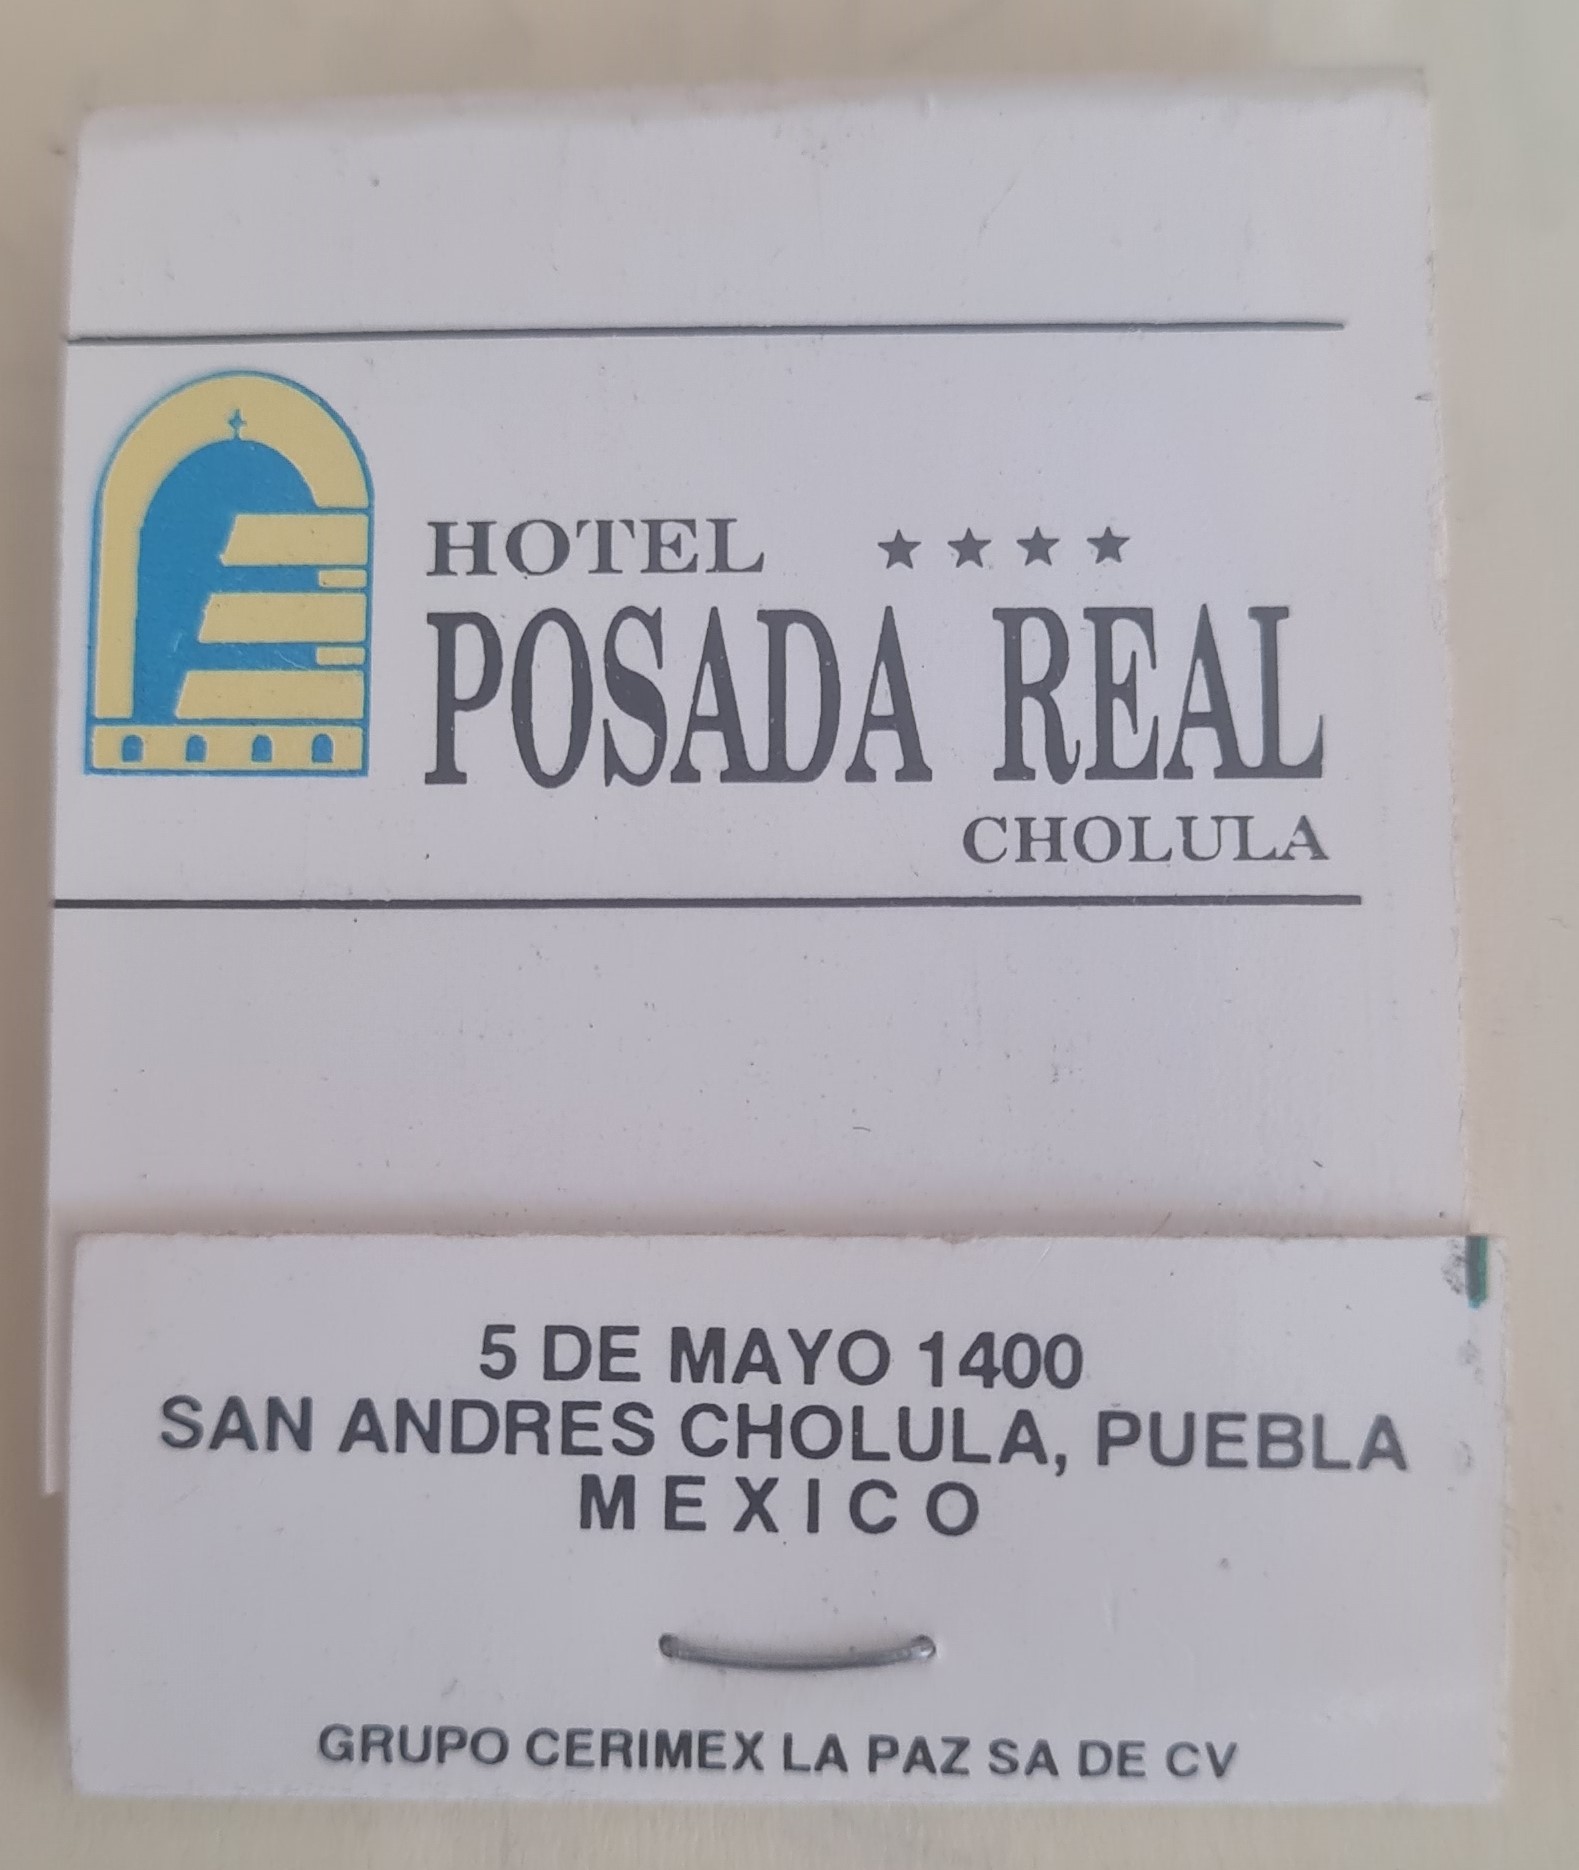 HOTEL ★★★★
POSADA REAL
CHOLULA
5 DE MAYO 1400
SAN ANDRES CHOLULA, PUEBLA
MEXICO
GRUPO CERIMEX LA PAZ SA DE CV